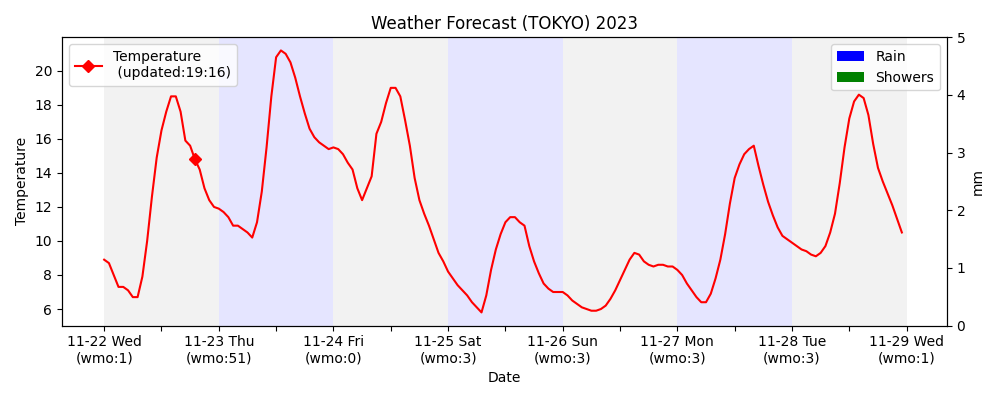 Weather Forecast (TOKYO) 2023
Temperature
(updated:19:16)
Rain
Showers
Temperature
20
18
16
14
12
10
8
6
5
4
3
2
1
0
mm
11-22 Wed
(wmo:1)
11-23 Thu
(wmo:51)
11-24 Fri
(wmo:0)
11-25 Sat
(wmo:3)
11-26 Sun
(wmo:3)
11-27 Mon
(wmo:3)
11-28 Tue
(wmo:3)
11-29 Wed
(wmo:1)
Date